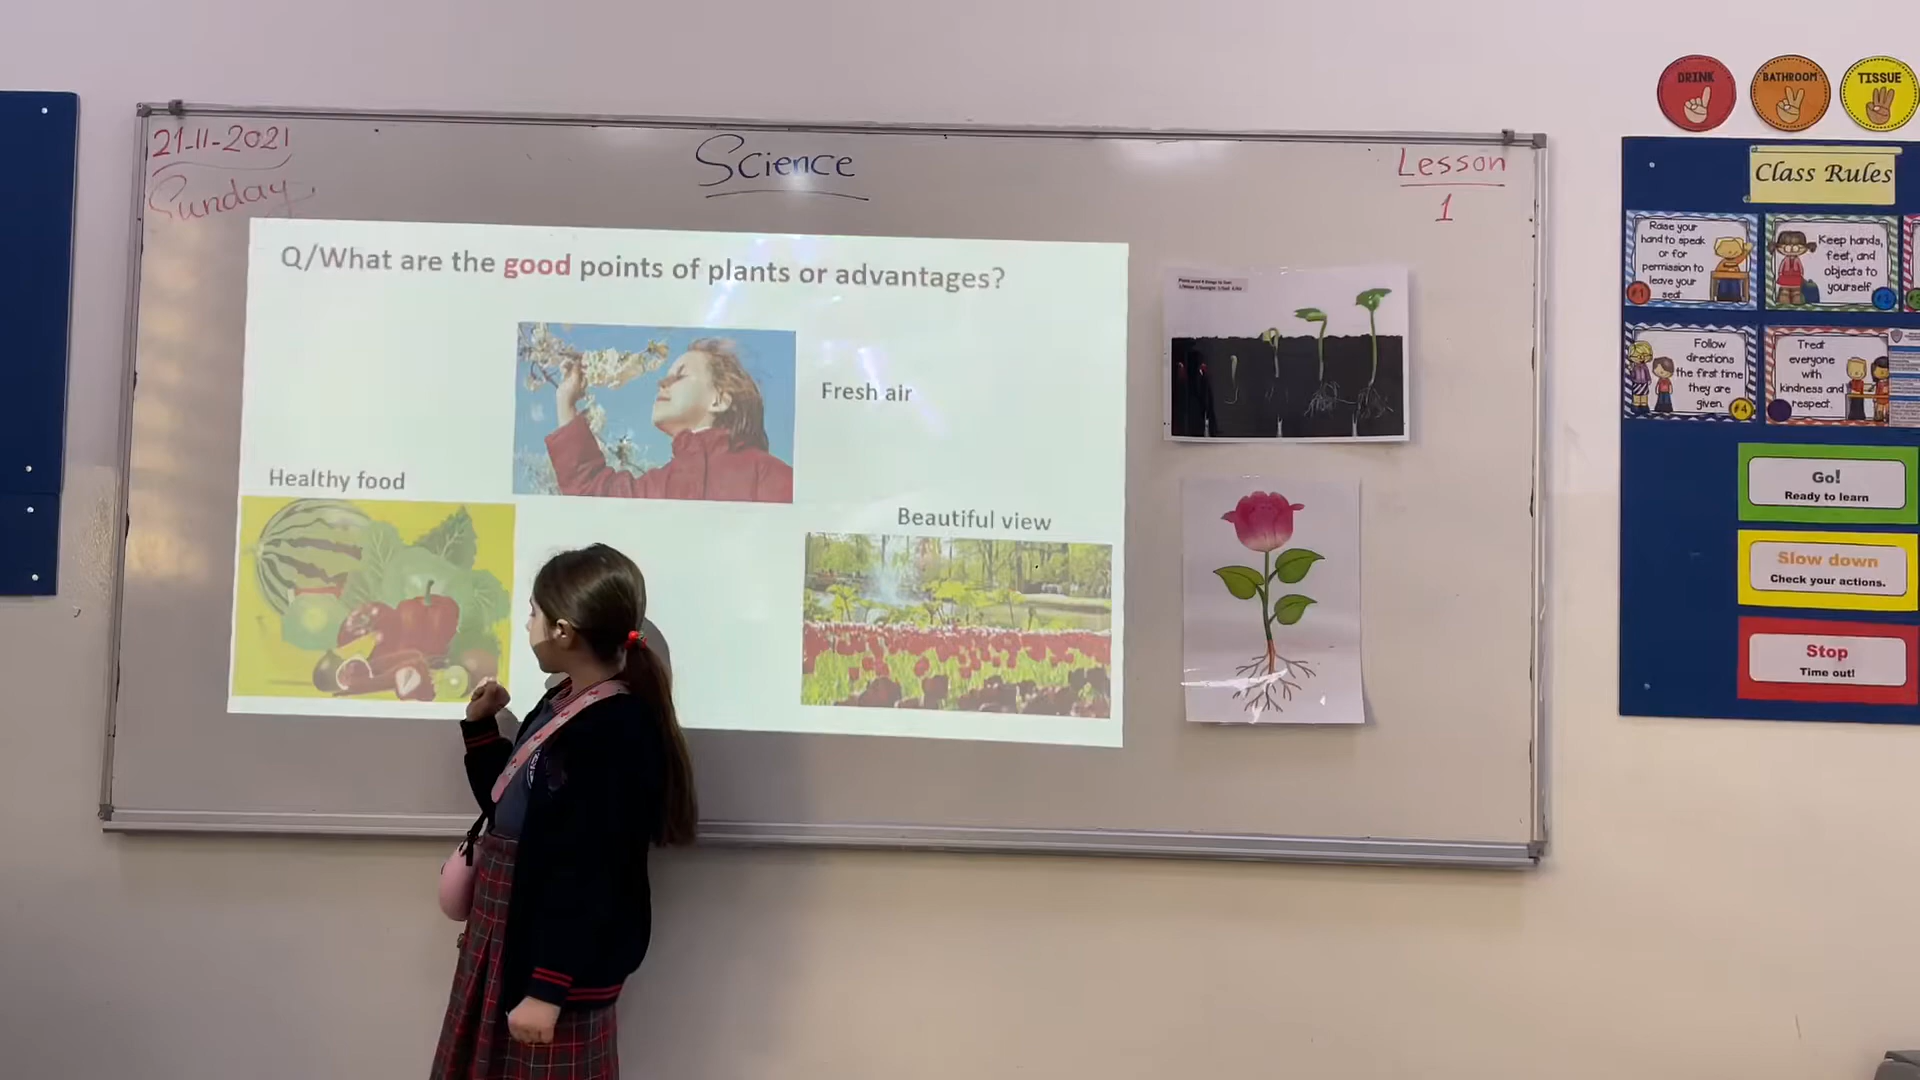 21-11-2021
Sunday
Science
Lesson
1
Q/What are the good points of plants or advantages?
Fresh air
Healthy food
Beautiful view
DRINK
BATHROOM
TISSUE
Class Rules
Raise your
hand to speak
or for
permission to
leave your
seat
#1
Keep hands,
feet, and
objects to
yourself.
Follow
directions
the first time
they are
given.
#4
Treat
everyone
with
kindness and
respect.
Go!
Ready to learn
Slow down
Check your actions.
Stop
Time out!